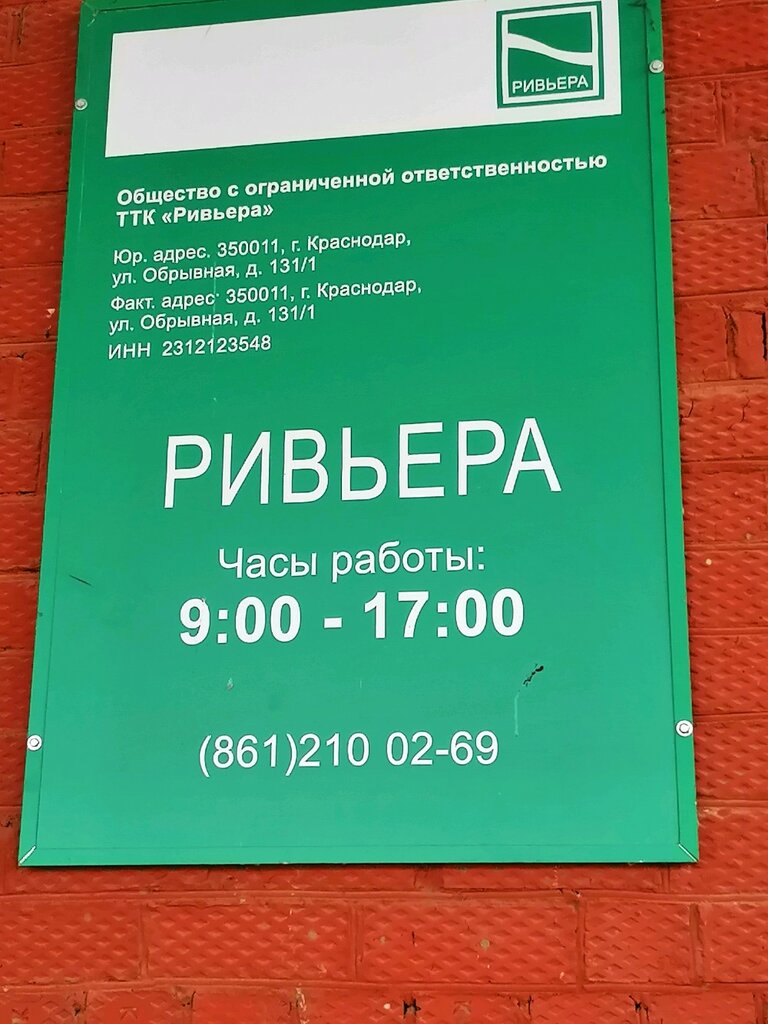 РИВЬЕРА
Общество с ограниченной ответственностью
ТТК «Ривьера»
Юр. адрес. 350011, г. Краснодар,
ул. Обрывная, д. 131/1
Факт. адрес 350011, г. Краснодар,
ул. Обрывная, д. 131/1
ИНН 2312123548
РИВЬЕРА
Часы работы:
9:00 - 17:00
(861)210 02-69